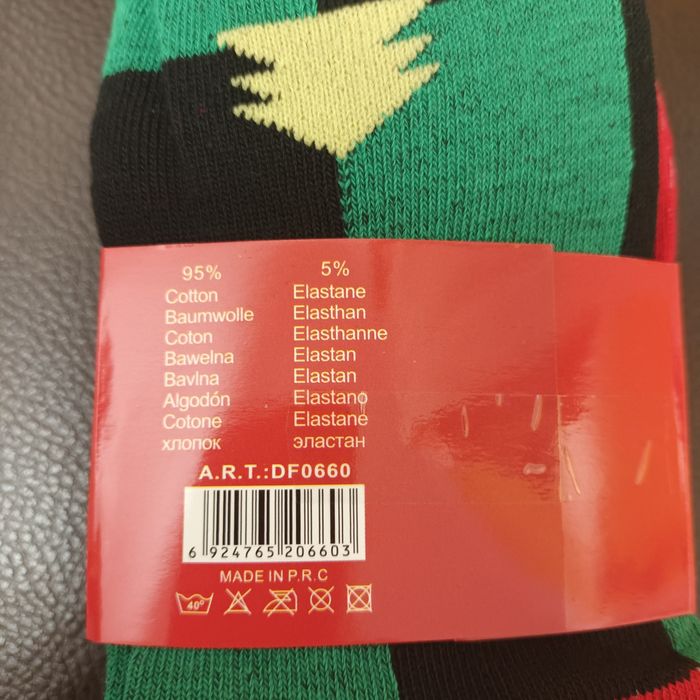 95% 5%
Cotton Elastane
Baumwolle Elasthan
Coton Elasthanne
Bawelna Elastan
Bavlna Elastan
Algodón Elastano
Cotone Elastane
хлопок эластан
A.R.T.:DF0660
6 924765 206603
MADE IN P.R.C
40°